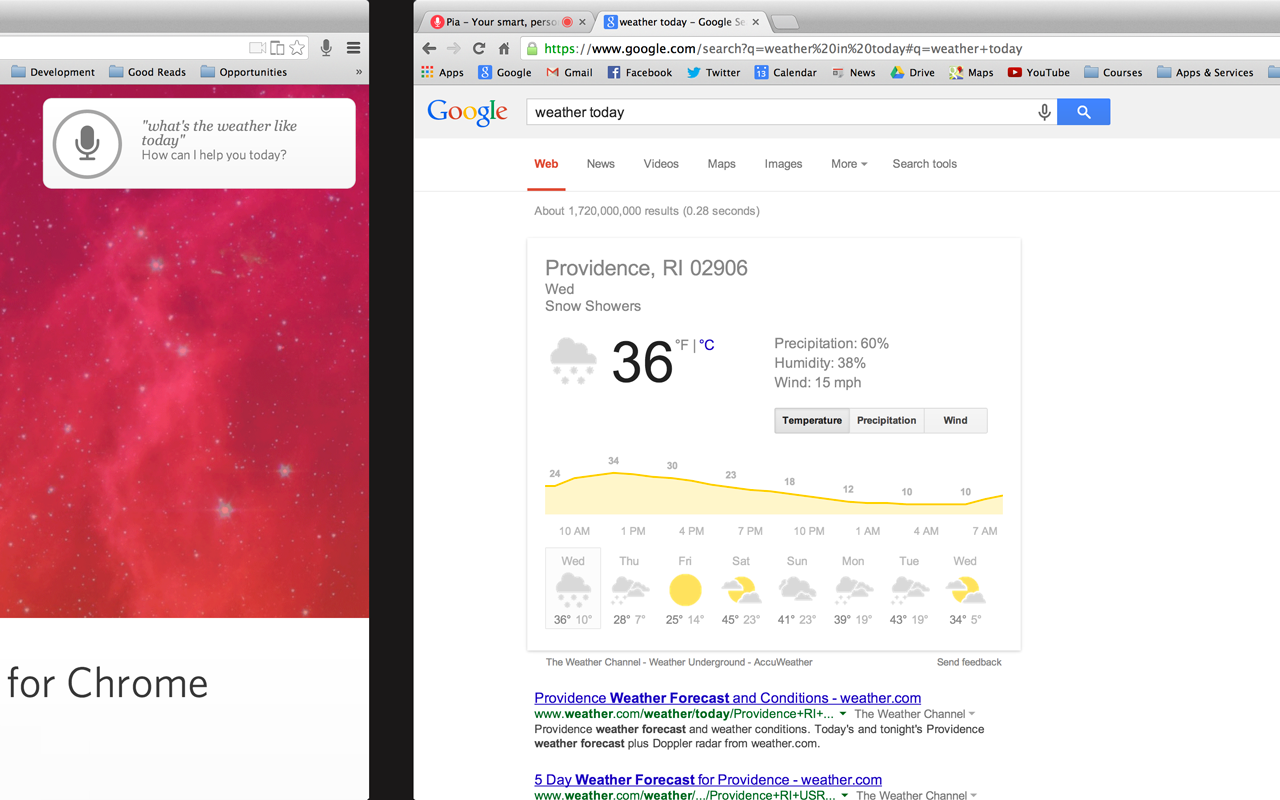 Development
Good Reads
Opportunities
»
"what's the weather like
today"
How can I help you today?
for Chrome
Pia – Your smart, perso
weather today – Google Se
https://www.google.com/search?q=weather%20in%20today#q=weather+today
Apps
Google
Gmail
Facebook
Twitter
13
Calendar
News
Drive
Maps
YouTube
Courses
Apps & Services
Google
weather today
Web
News
Videos
Maps
Images
More
Search tools
About 1,720,000,000 results (0.28 seconds)
Providence, RI 02906
Wed
Snow Showers
36 °F | °C
Precipitation: 60%
Humidity: 38%
Wind: 15 mph
Temperature
Precipitation
Wind
24 34 30 23 18 12 10 10
10 AM 1 PM 4 PM 7 PM 10 PM 1 AM 4 AM 7 AM
Wed Thu Fri Sat Sun Mon Tue Wed
36° 10° 28° 7° 25° 14° 45° 23° 41° 23° 39° 19° 43° 19° 34° 5°
The Weather Channel - Weather Underground - AccuWeather
Send feedback
Providence Weather Forecast and Conditions - weather.com
www.weather.com/weather/today/Providence+RI+... The Weather Channel
Providence weather forecast and weather conditions. Today's and tonight's Providence
weather forecast plus Doppler radar from weather.com.
5 Day Weather Forecast for Providence - weather.com
www.weather.com/weather/.../Providence+RI+USR... The Weather Channel